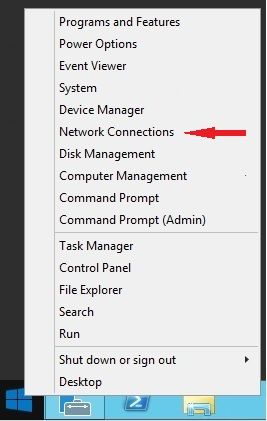 Programs and Features
Power Options
Event Viewer
System
Device Manager
Network Connections
Disk Management
Computer Management
Command Prompt
Command Prompt (Admin)
Task Manager
Control Panel
File Explorer
Search
Run
Shut down or sign out
Desktop